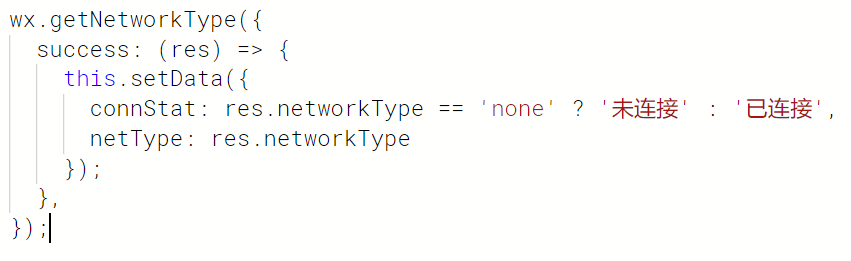 wx.getNetworkType({
  success: (res) => {
    this.setData({
      connStat: res.networkType == 'none' ? '未连接' : '已连接',
      netType: res.networkType
    });
  },
});